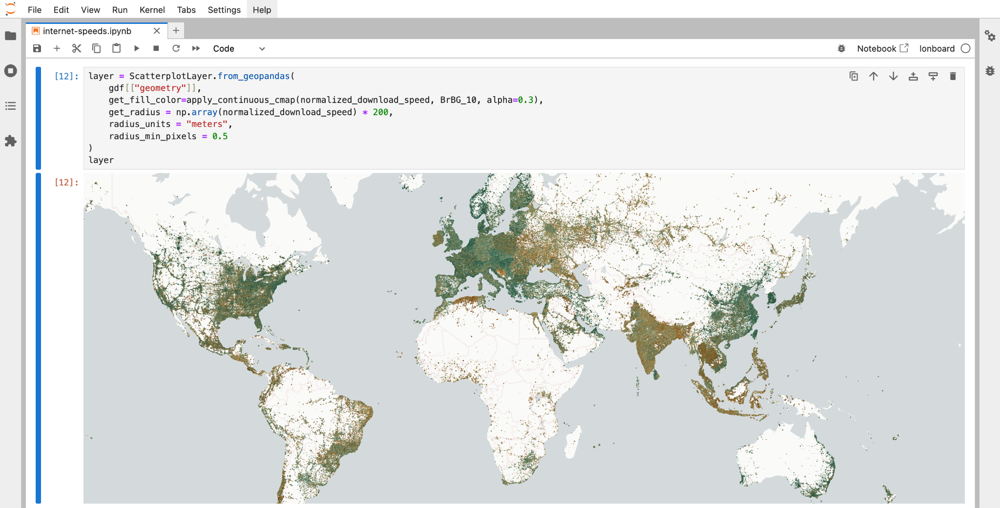 File Edit View Run Kernel Tabs Settings Help
internet-speeds.ipynb
Code
Notebook lonboard
[12]: layer = ScatterplotLayer.from_geopandas(
    gdf[["geometry"]],
    get_fill_color=apply_continuous_cmap(normalized_download_speed, BrBG_10, alpha=0.3),
    get_radius = np.array(normalized_download_speed) * 200,
    radius_units = "meters",
    radius_min_pixels = 0.5
)
layer
[12]: